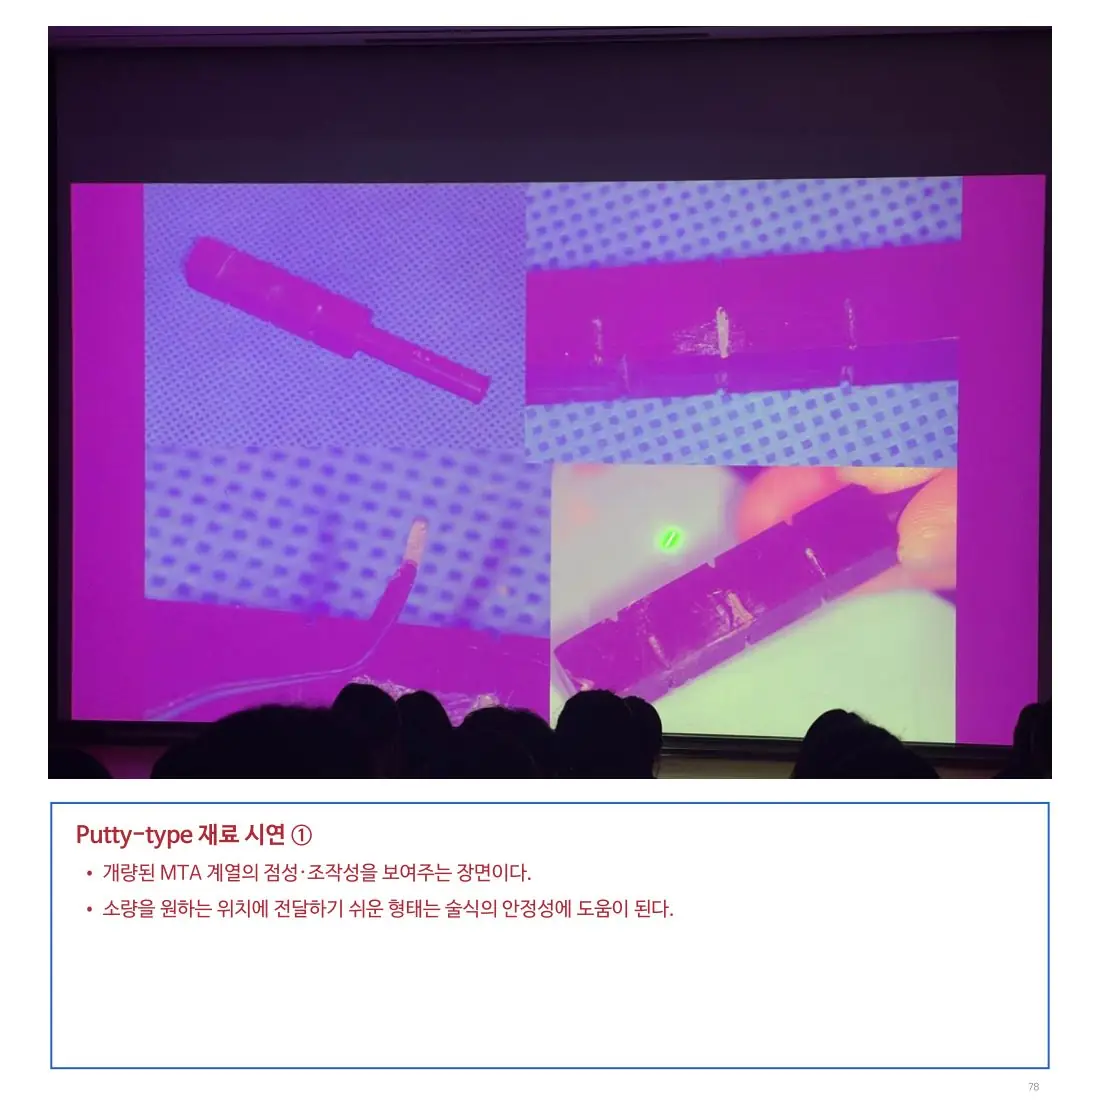 Putty-type 재료 시연 ①
• 개량된 MTA 계열의 점성·조작성을 보여주는 장면이다.
• 소량을 원하는 위치에 전달하기 쉬운 형태는 술식의 안정성에 도움이 된다.
78